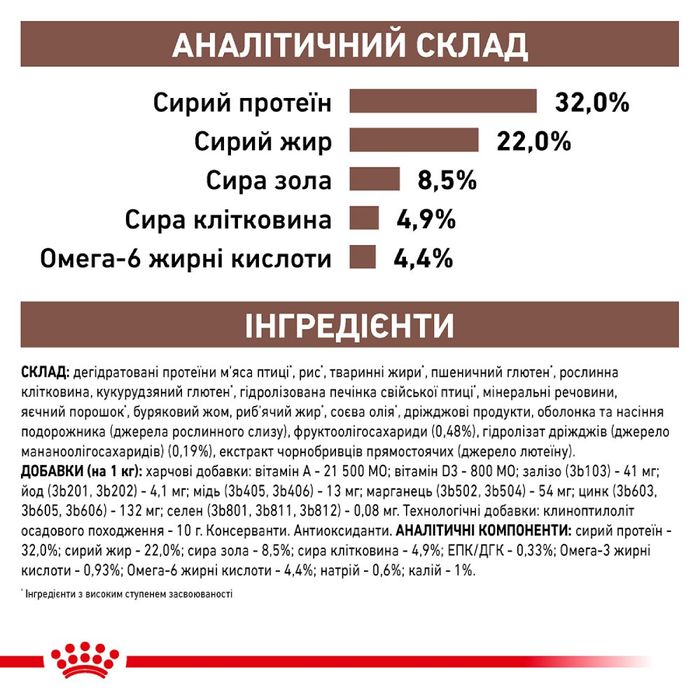 АНАЛІТИЧНИЙ СКЛАД
Сирий протеїн 32,0%
Сирий жир 22,0%
Сира зола 8,5%
Сира клітковина 4,9%
Омега-6 жирні кислоти 4,4%
ІНГРЕДІЄНТИ
СКЛАД: дегідратовані протеїни м'яса птиці*, рис*, тваринні жири*, пшеничний глютен*, рослинна
клітковина, кукурудзяний глютен*, гідролізована печінка свійської птиці*, мінеральні речовини,
яєчний порошок*, буряковий жом, риб'ячий жир*, соєва олія*, дріжджові продукти, оболонка та насіння
подорожника (джерела рослинного слизу), фруктоолігосахариди (0,48%), гідролізат дріжджів (джерело
мананоолігосахаридів) (0,19%), екстракт чорнобривців прямостоячих (джерело лютеїну).
ДОБАВКИ (на 1 кг): харчові добавки: вітамін A - 21 500 МО; вітамін D3 - 800 МО; залізо (3b103) - 41 мг;
йод (3b201, 3b202) - 4,1 мг; мідь (3b405, 3b406) - 13 мг; марганець (3b502, 3b504) - 54 мг; цинк (3b603,
3b605, 3b606) - 132 мг; селен (3b801, 3b811, 3b812) - 0,08 мг. Технологічні добавки: клиноптилоліт
осадового походження - 10 г. Консерванти. Антиоксиданти. АНАЛІТИЧНІ КОМПОНЕНТИ: сирий протеїн -
32,0%; сирий жир - 22,0%; сира зола - 8,5%; сира клітковина - 4,9%; ЕПК/ДГК - 0,33%; Омега-3 жирні
кислоти - 0,93%; Омега-6 жирні кислоти - 4,4%; натрій - 0,6%; калій - 1%.
* Інгредієнти з високим ступенем засвоюваності